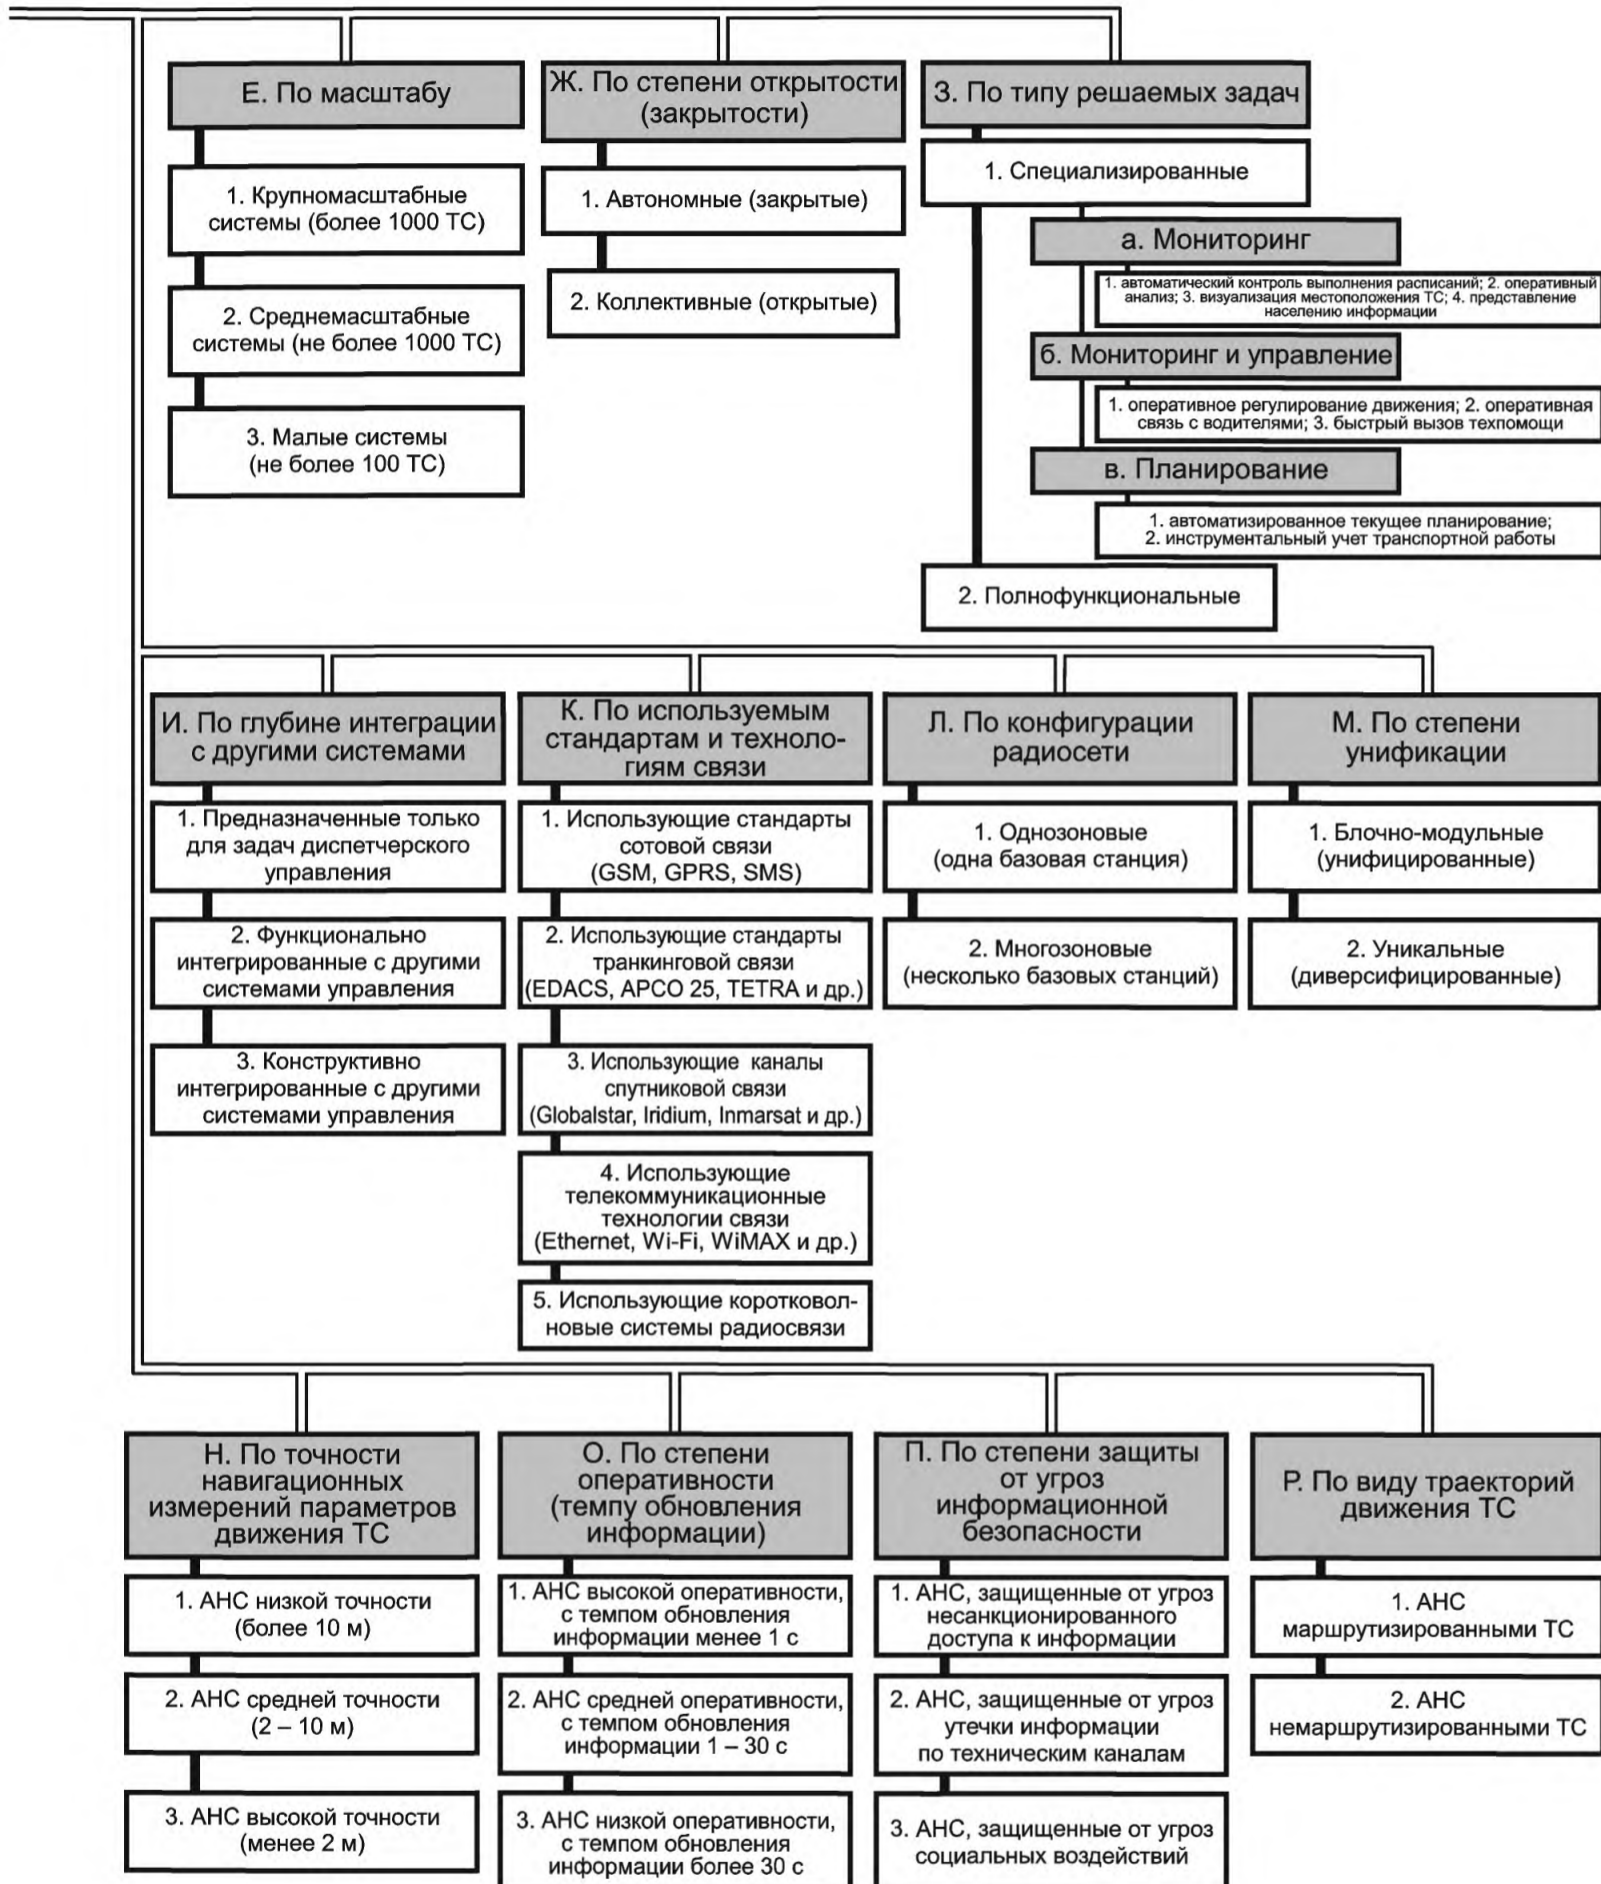 Е. По масштабу
1. Крупномасштабные
системы (более 1000 ТС)
2. Среднемасштабные
системы (не более 1000 ТС)
3. Малые системы
(не более 100 ТС)
Ж. По степени открытости
(закрытости)
1. Автономные (закрытые)
2. Коллективные (открытые)
З. По типу решаемых задач
1. Специализированные
а. Мониторинг
1. автоматический контроль выполнения расписаний; 2. оперативный
анализ; 3. визуализация местоположения ТС; 4. представление
населению информации
б. Мониторинг и управление
1. оперативное регулирование движения; 2. оперативная
связь с водителями; 3. быстрый вызов техпомощи
в. Планирование
1. автоматизированное текущее планирование;
2. инструментальный учет транспортной работы
2. Полнофункциональные
И. По глубине интеграции
с другими системами
1. Предназначенные только
для задач диспетчерского
управления
2. Функционально
интегрированные с другими
системами управления
3. Конструктивно
интегрированные с другими
системами управления
К. По используемым
стандартам и техноло-
гиям связи
1. Использующие стандарты
сотовой связи
(GSM, GPRS, SMS)
2. Использующие стандарты
транкинговой связи
(EDACS, APCO 25, TETRA и др.)
3. Использующие каналы
спутниковой связи
(Globalstar, Iridium, Inmarsat и др.)
4. Использующие
телекоммуникационные
технологии связи
(Ethernet, Wi-Fi, WiMAX и др.)
5. Использующие коротковол-
новые системы радиосвязи
Л. По конфигурации
радиосети
1. Однозоновые
(одна базовая станция)
2. Многозоновые
(несколько базовых станций)
М. По степени
унификации
1. Блочно-модульные
(унифицированные)
2. Уникальные
(диверсифицированные)
Н. По точности
навигационных
измерений параметров
движения ТС
1. АНС низкой точности
(более 10 м)
2. АНС средней точности
(2 – 10 м)
3. АНС высокой точности
(менее 2 м)
О. По степени
оперативности
(темпу обновления
информации)
1. АНС высокой оперативности,
с темпом обновления
информации менее 1 с
2. АНС средней оперативности,
с темпом обновления
информации 1 – 30 с
3. АНС низкой оперативности,
с темпом обновления
информации более 30 с
П. По степени защиты
от угроз
информационной
безопасности
1. АНС, защищенные от угроз
несанкционированного
доступа к информации
2. АНС, защищенные от угроз
утечки информации
по техническим каналам
3. АНС, защищенные от угроз
социальных воздействий
Р. По виду траекторий
движения ТС
1. АНС
маршрутизированными ТС
2. АНС
немаршрутизированными ТС